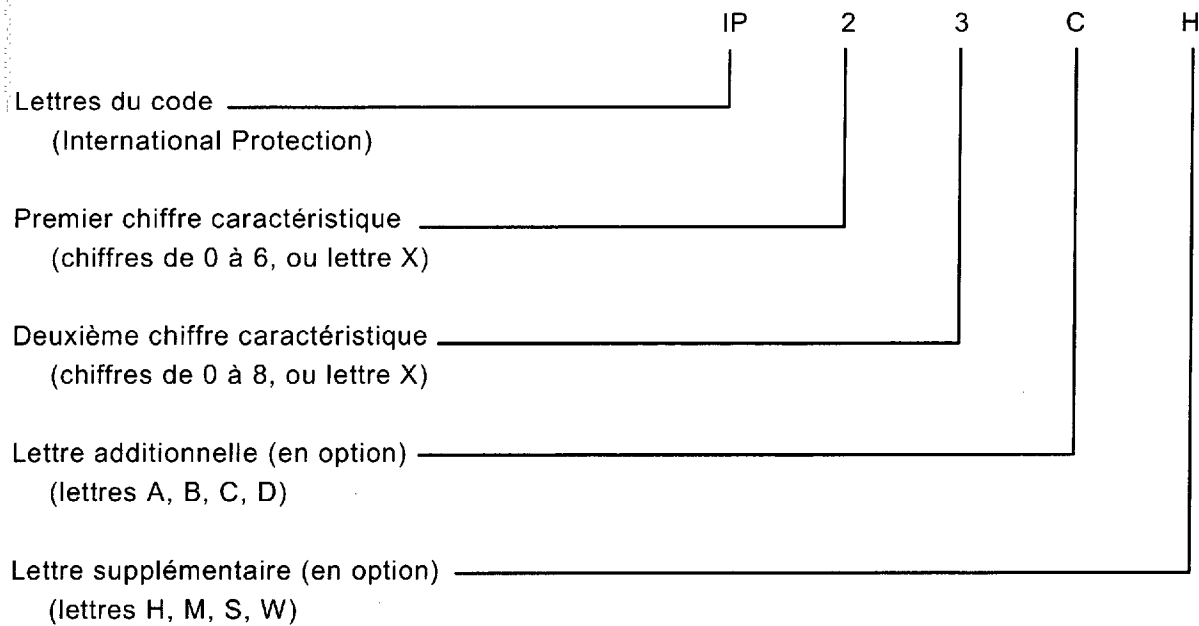 IP 2 3 C H
Lettres du code
(International Protection)
Premier chiffre caractéristique
(chiffres de 0 à 6, ou lettre X)
Deuxième chiffre caractéristique
(chiffres de 0 à 8, ou lettre X)
Lettre additionnelle (en option)
(lettres A, B, C, D)
Lettre supplémentaire (en option)
(lettres H, M, S, W)